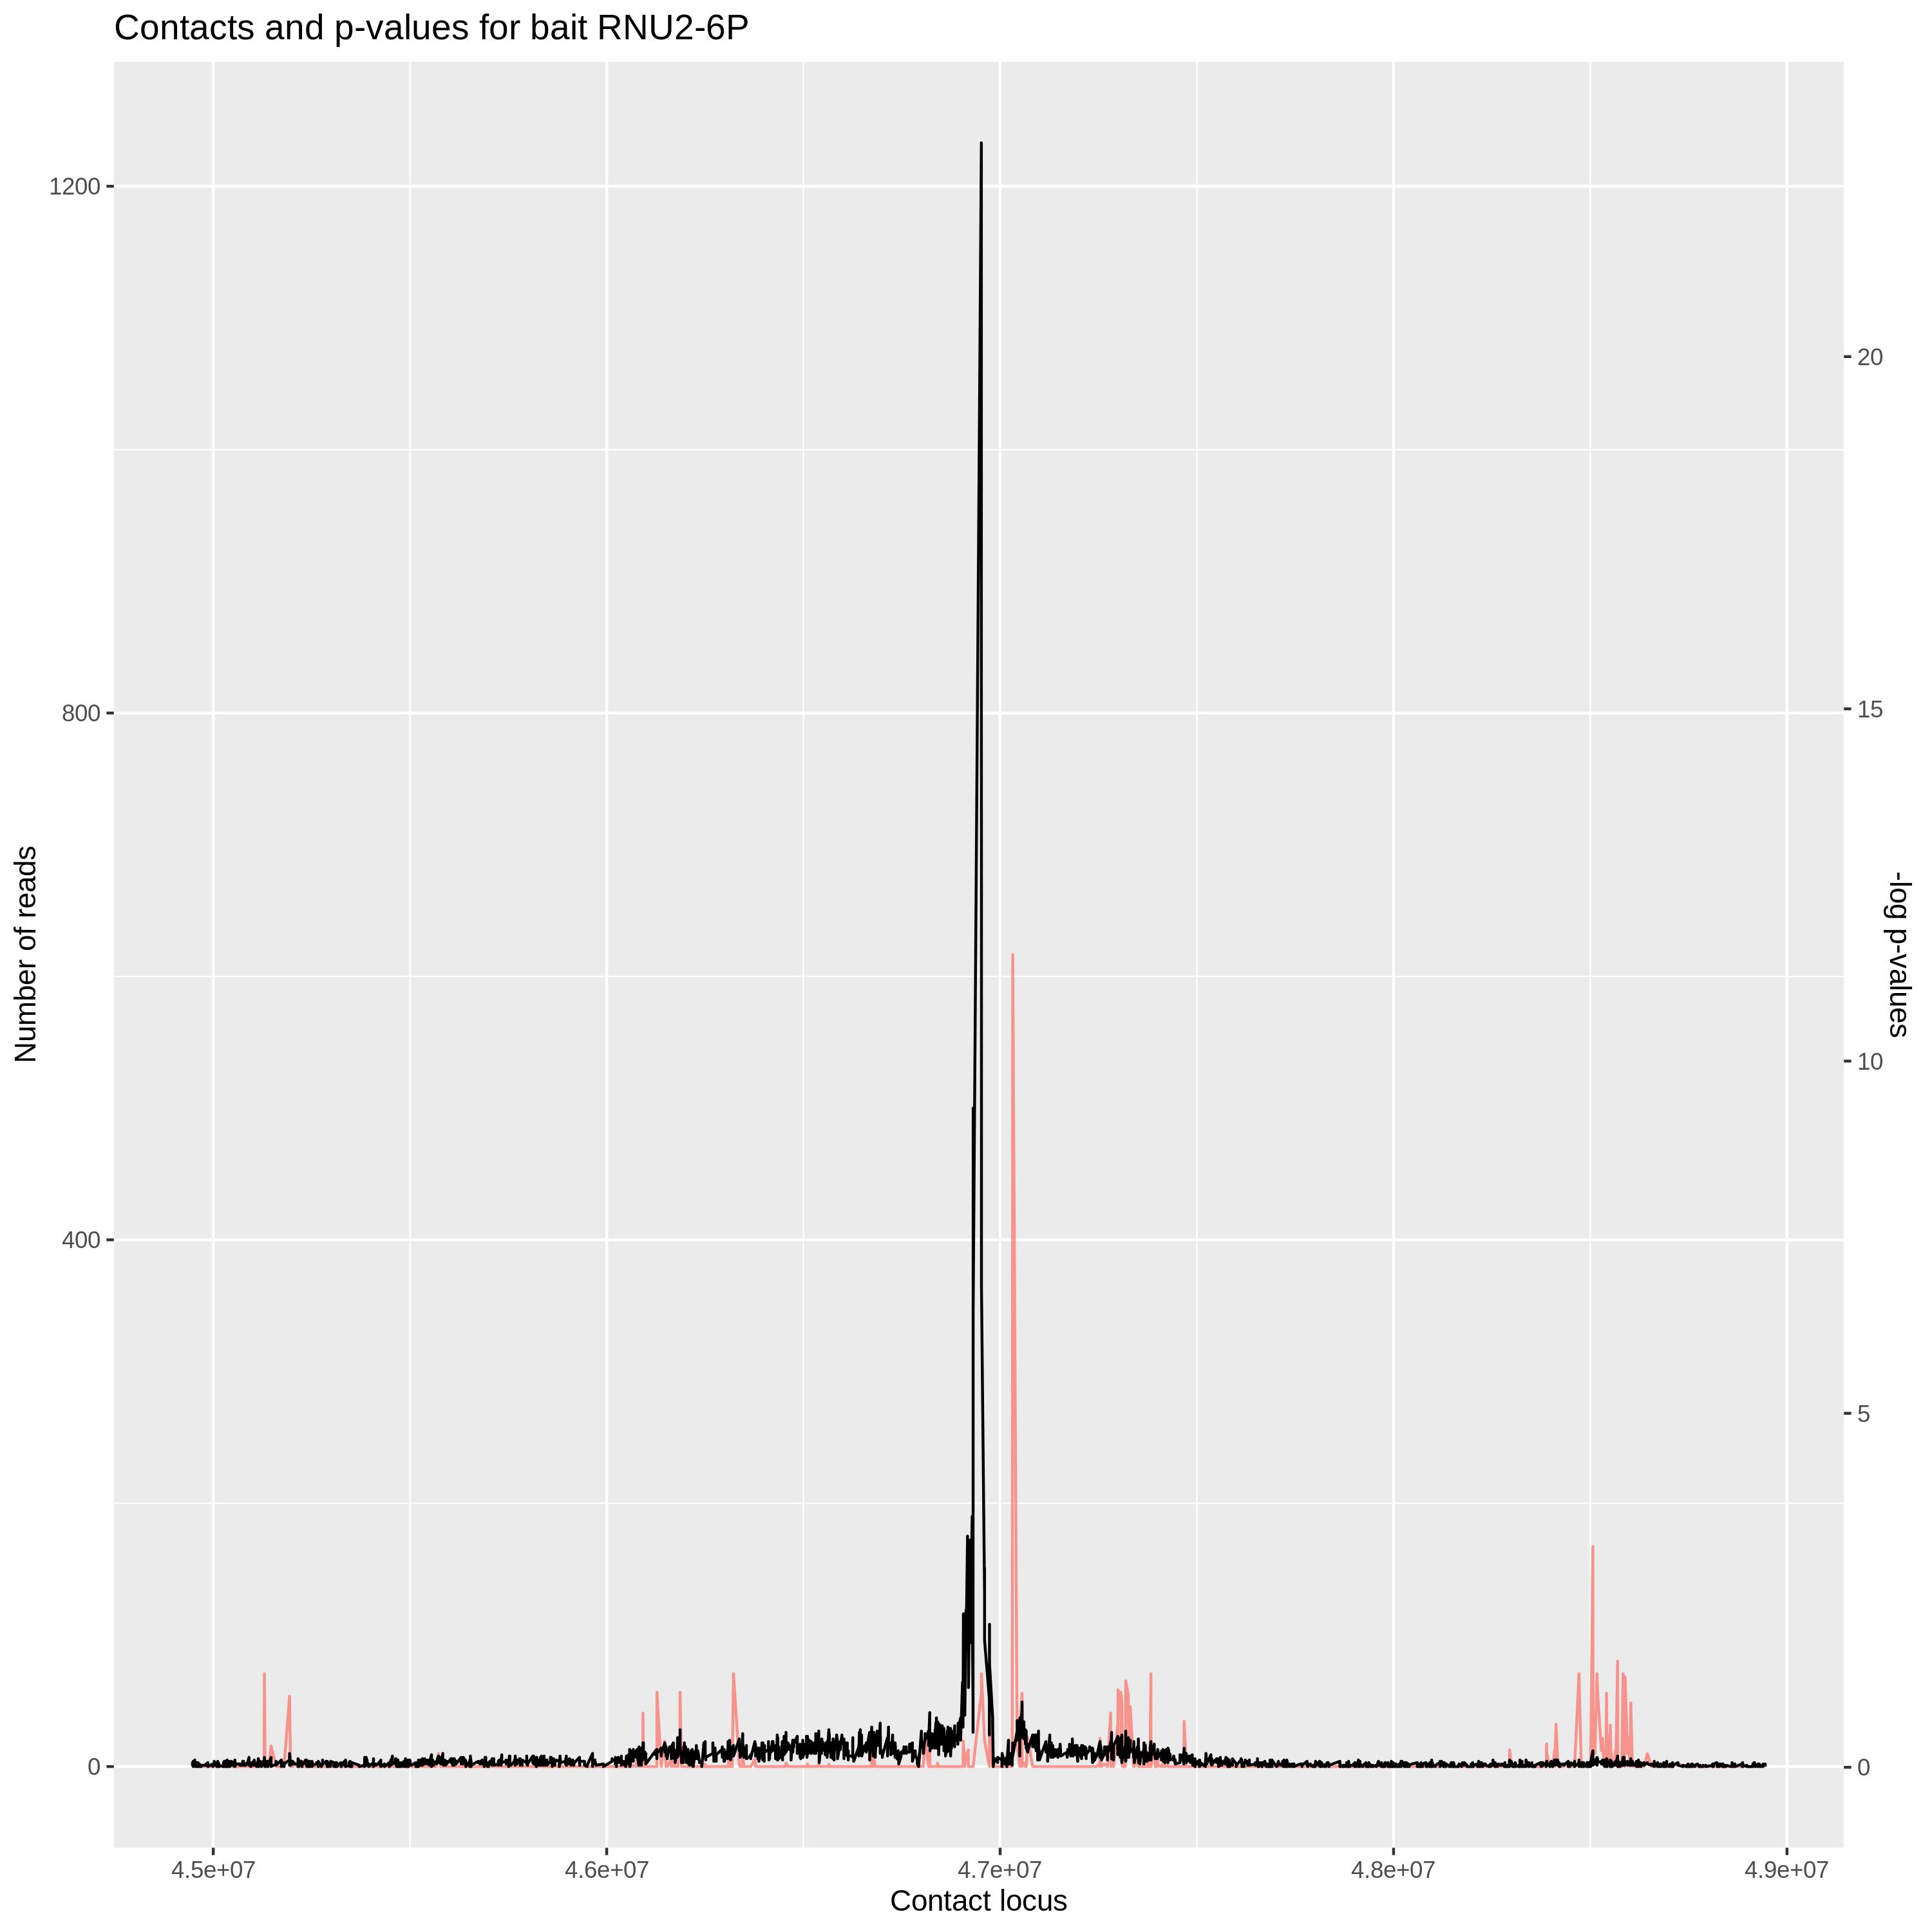 Contacts and p-values for bait RNU2-6P
1200
800
400
0
Number of reads
20
15
10
5
0
-log p-values
4.5e+07
4.6e+07
4.7e+07
4.8e+07
4.9e+07
Contact locus